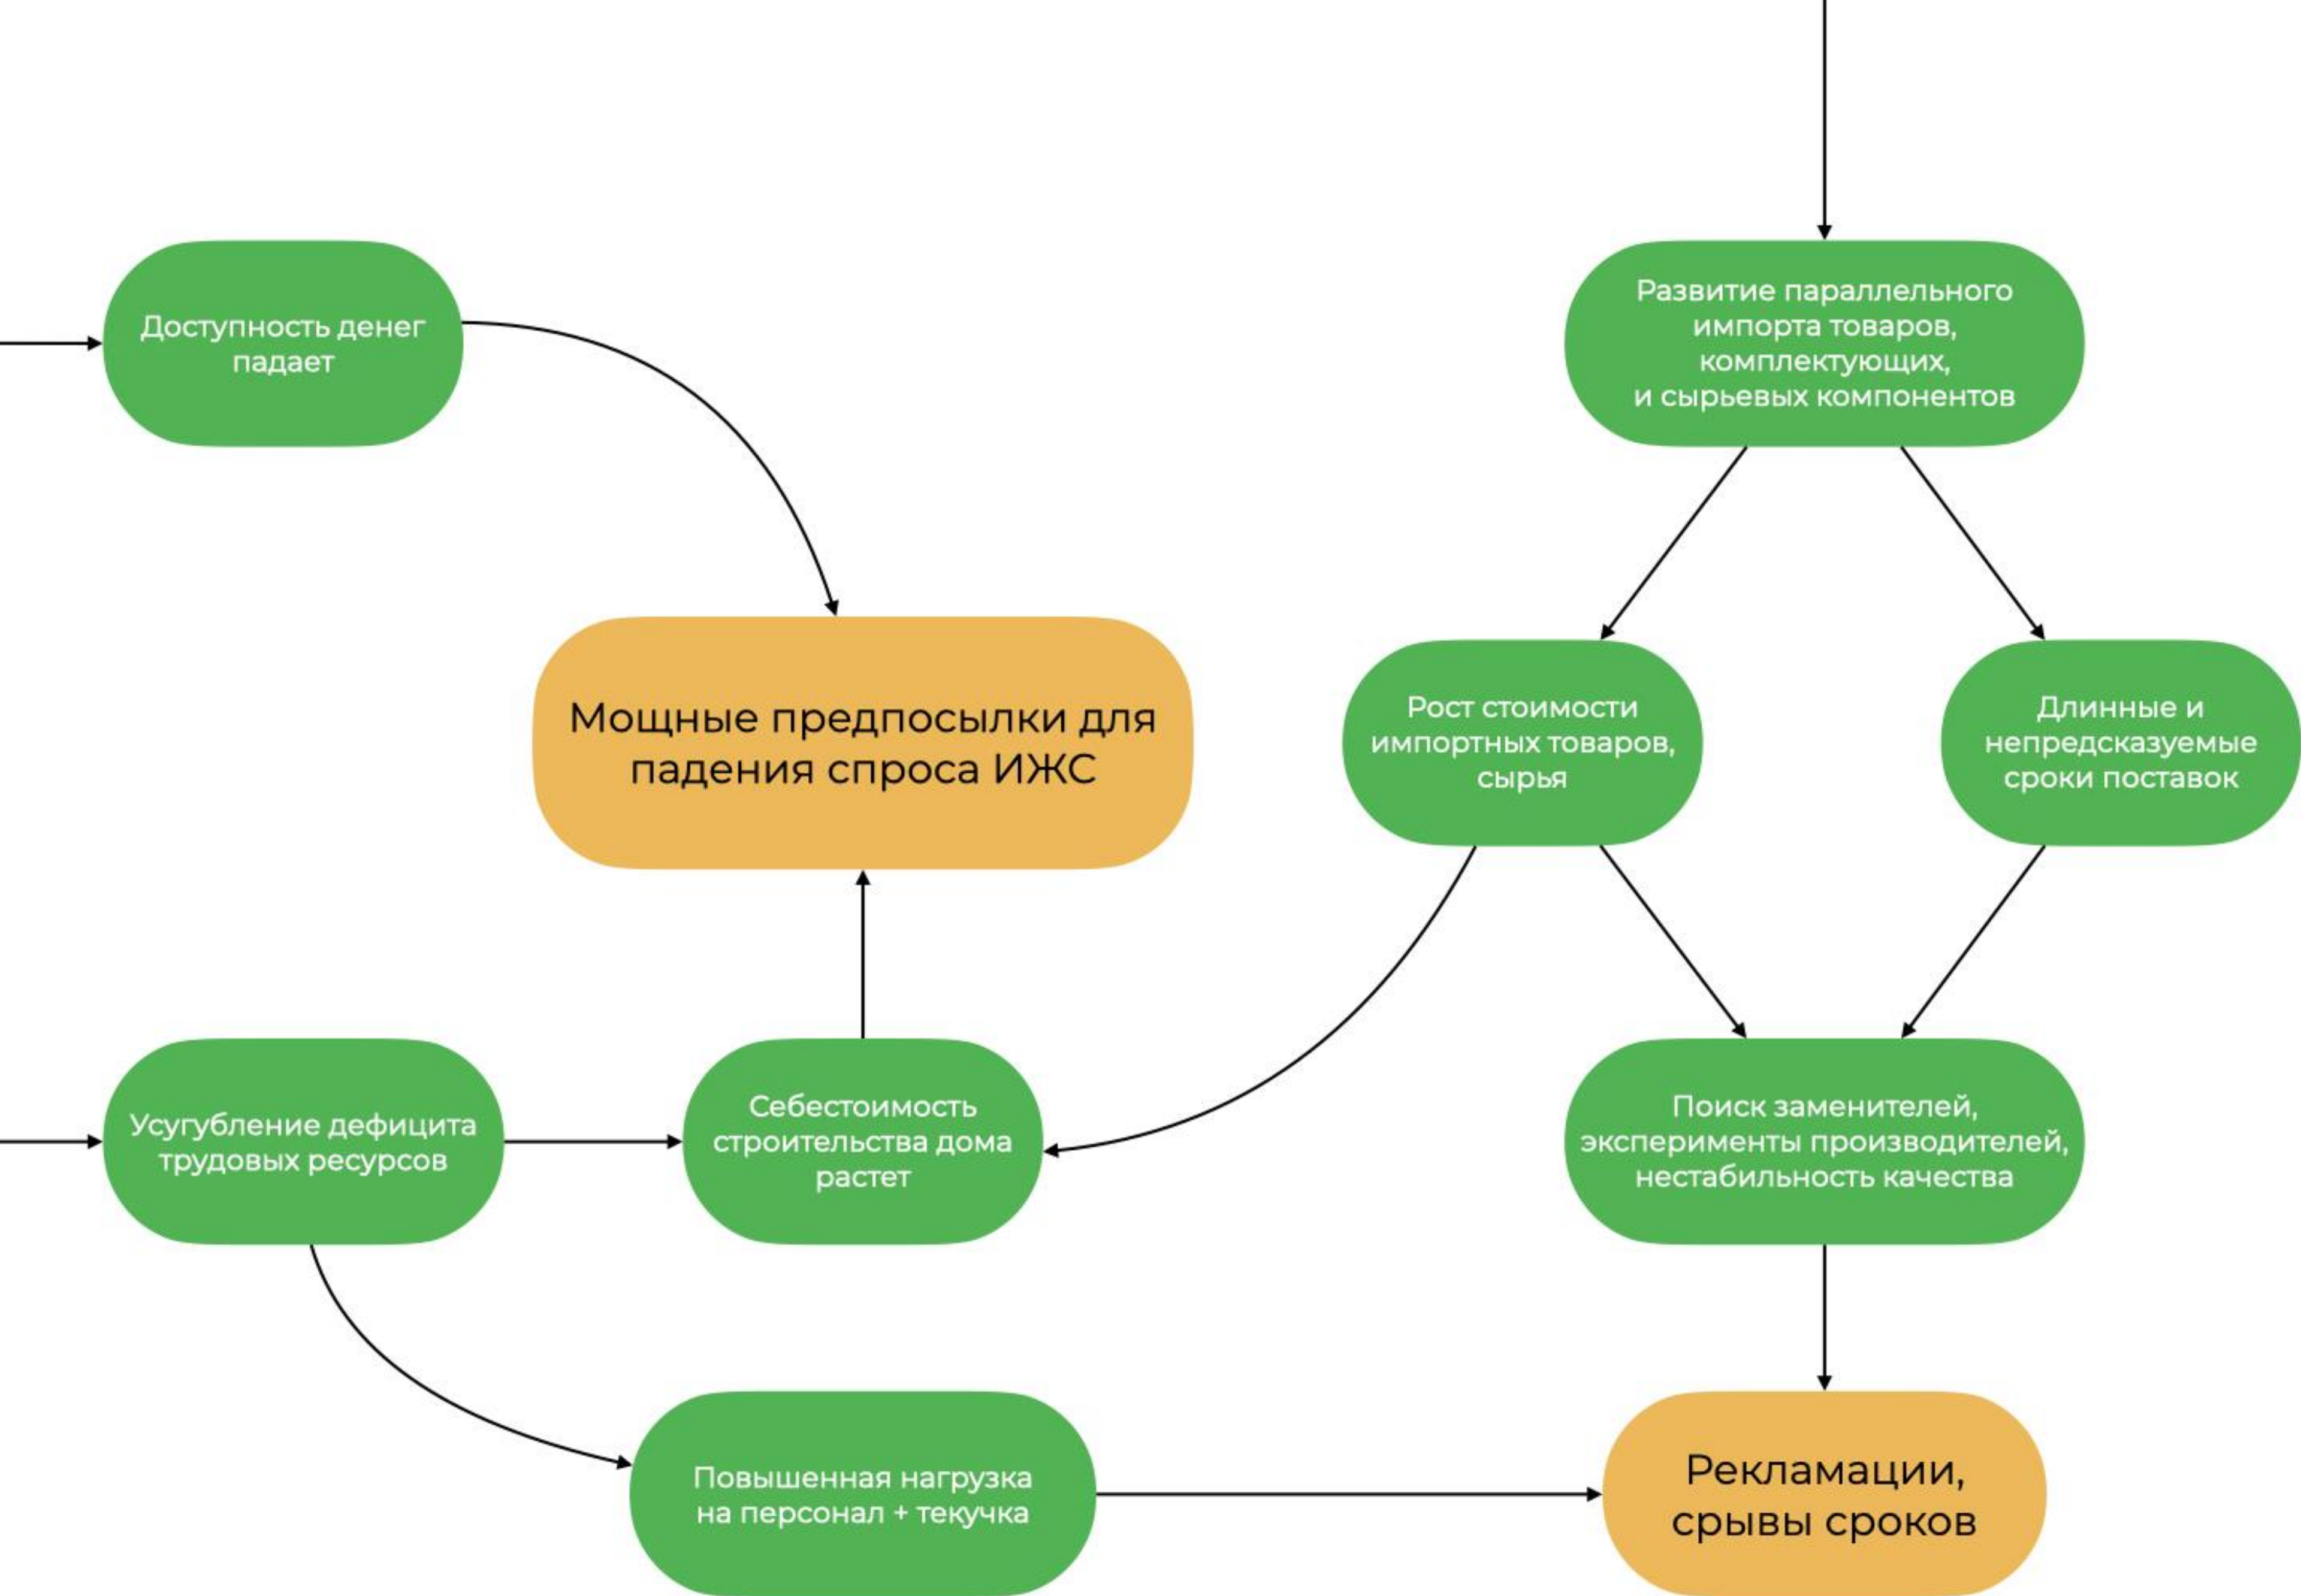 Доступность денег
падает
Развитие параллельного
импорта товаров,
комплектующих,
и сырьевых компонентов
Мощные предпосылки для
падения спроса ИЖС
Рост стоимости
импортных товаров,
сырья
Длинные и
непредсказуемые
сроки поставок
Усугубление дефицита
трудовых ресурсов
Себестоимость
строительства дома
растет
Поиск заменителей,
эксперименты производителей,
нестабильность качества
Повышенная нагрузка
на персонал + текучка
Рекламации,
срывы сроков